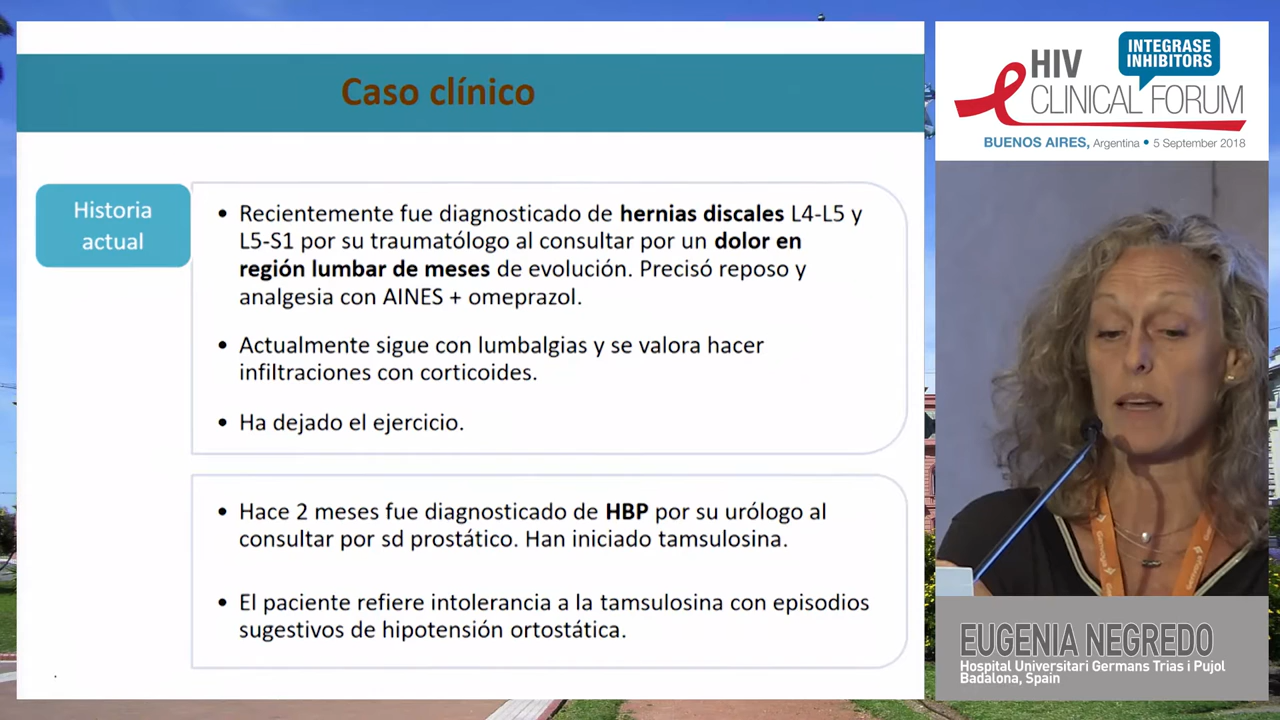 Caso clínico
Historia
actual
• Recientemente fue diagnosticado de hernias discales L4-L5 y
L5-S1 por su traumatólogo al consultar por un dolor en
región lumbar de meses de evolución. Precisó reposo y
analgesia con AINES + omeprazol.
• Actualmente sigue con lumbalgias y se valora hacer
infiltraciones con corticoides.
• Ha dejado el ejercicio.
• Hace 2 meses fue diagnosticado de HBP por su urólogo al
consultar por sd prostático. Han iniciado tamsulosina.
• El paciente refiere intolerancia a la tamsulosina con episodios
sugestivos de hipotensión ortostática.
INTEGRASE
INHIBITORS
HIV
CLINICAL FORUM
BUENOS AIRES, Argentina • 5 September 2018
EUGENIA NEGREDO
Hospital Universitari Germans Trias i Pujol
Badalona, Spain